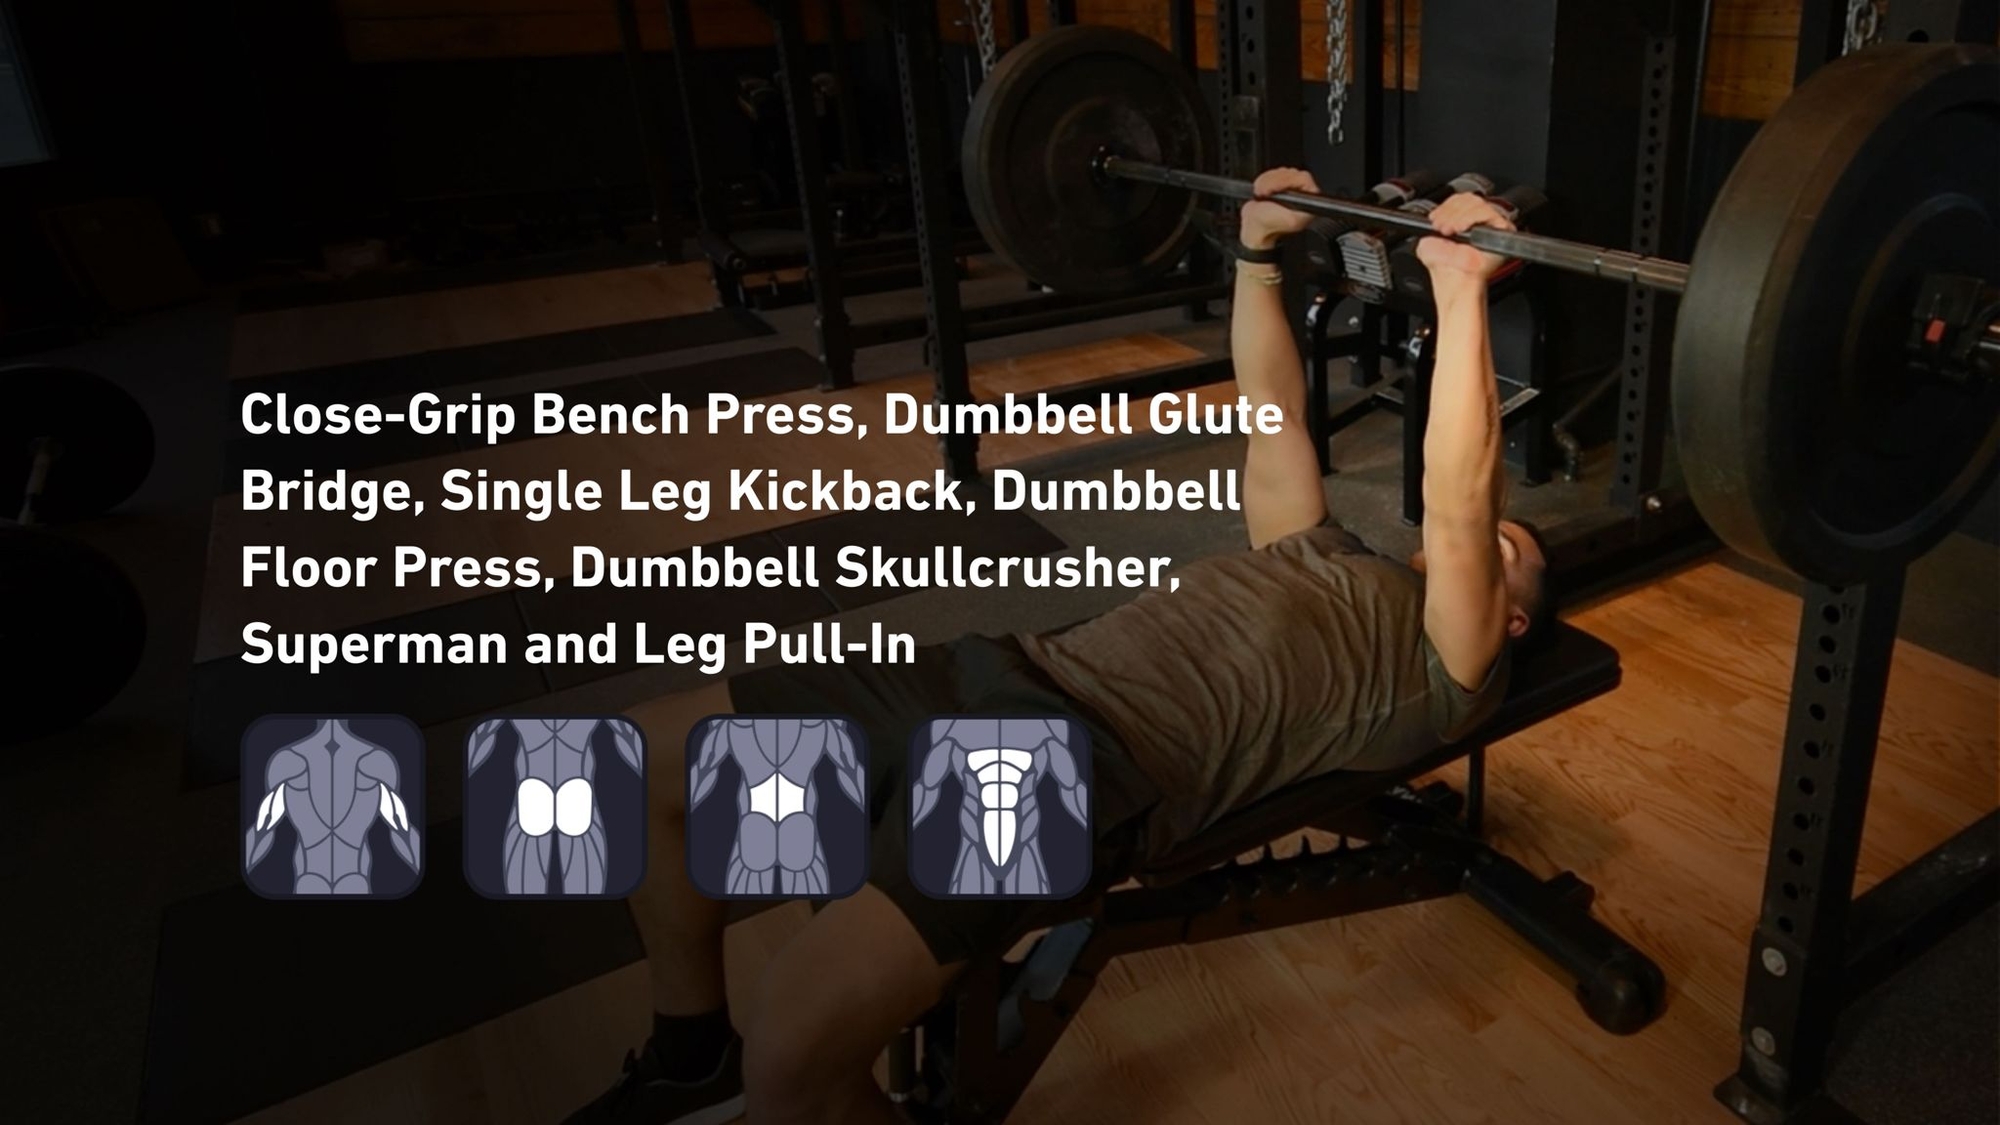 Close-Grip Bench Press, Dumbbell Glute
Bridge, Single Leg Kickback, Dumbbell
Floor Press, Dumbbell Skullcrusher,
Superman and Leg Pull-In